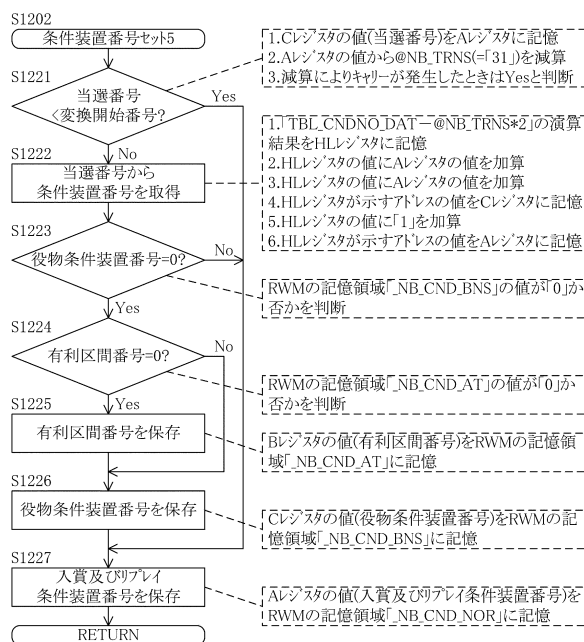 S1202
条件装置番号セット5
S1221
当選番号
<変換開始番号?
Yes
No
1.Cレジスタの値(当選番号)をAレジスタに記憶
2.Aレジスタの値から@NB_TRNS(=｢31｣)を減算
3.減算によりキャリーが発生したときはYesと判断
S1222
当選番号から
条件装置番号を取得
1.｢TBL_CNDNO_DAT－@NB_TRNS*2｣の演算
結果をHLレジスタに記憶
2.HLレジスタの値にAレジスタの値を加算
3.HLレジスタの値にAレジスタの値を加算
4.HLレジスタが示すアドレスの値をCレジスタに記憶
5.HLレジスタの値に｢1｣を加算
6.HLレジスタが示すアドレスの値をAレジスタに記憶
S1223
役物条件装置番号=0?
No
Yes
RWMの記憶領域｢_NB_CND_BNS｣の値が｢0｣か
否かを判断
S1224
有利区間番号=0?
No
Yes
RWMの記憶領域｢_NB_CND_AT｣の値が｢0｣か
否かを判断
S1225
有利区間番号を保存
Bレジスタの値(有利区間番号)をRWMの記憶領
域｢_NB_CND_AT｣に記憶
S1226
役物条件装置番号を保存
Cレジスタの値(役物条件装置番号)をRWMの記
憶領域｢_NB_CND_BNS｣に記憶
S1227
入賞及びリプレイ
条件装置番号を保存
Aレジスタの値(入賞及びリプレイ条件装置番号)を
RWMの記憶領域｢_NB_CND_NOR｣に記憶
RETURN